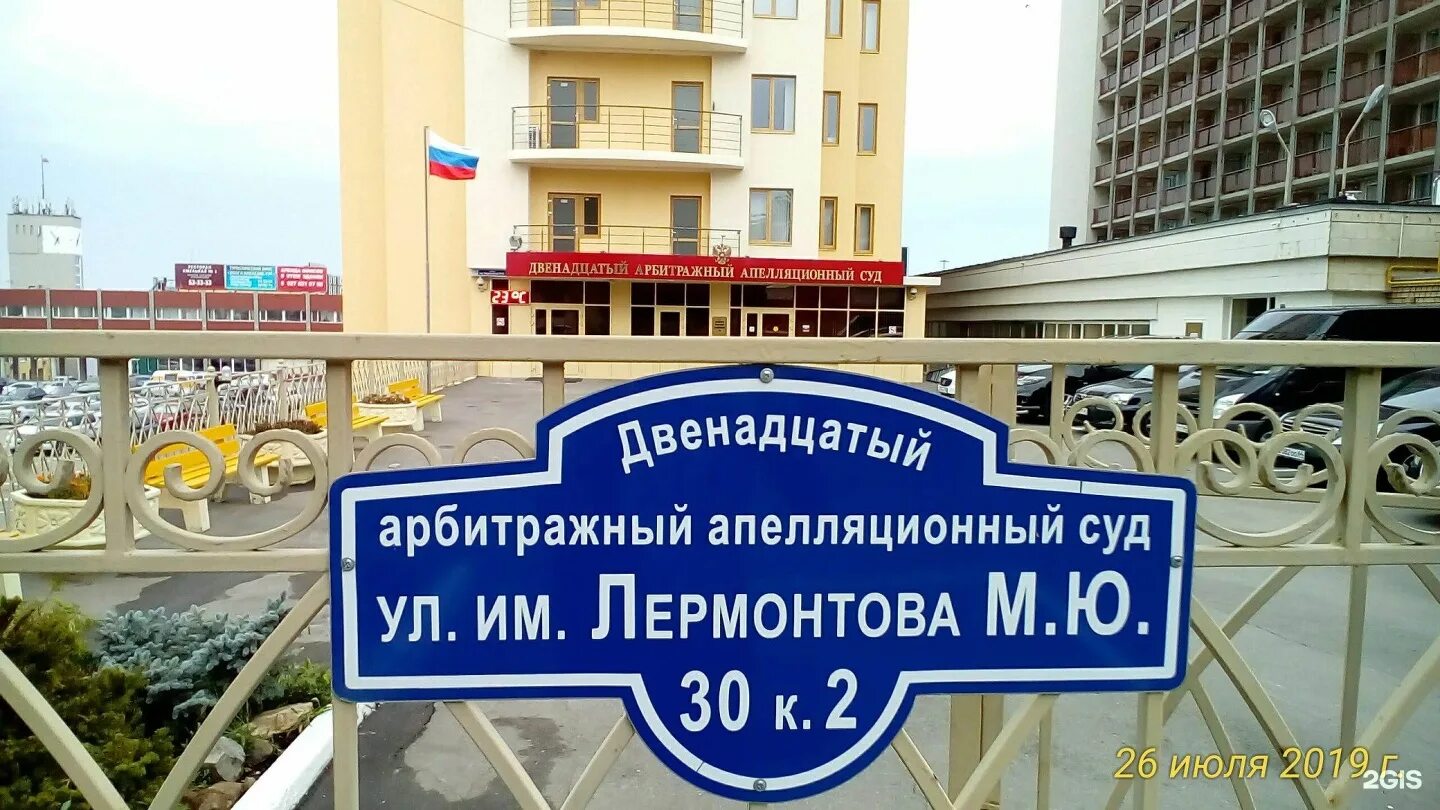 ДВЕНАДЦАТЫЙ АРБИТРАЖНЫЙ АПЕЛЛЯЦИОННЫЙ СУД
23°C
Двенадцатый
арбитражный апелляционный суд
ул. им. Лермонтова М.Ю.
30 к. 2
26 июля 2019 г.
2GIS